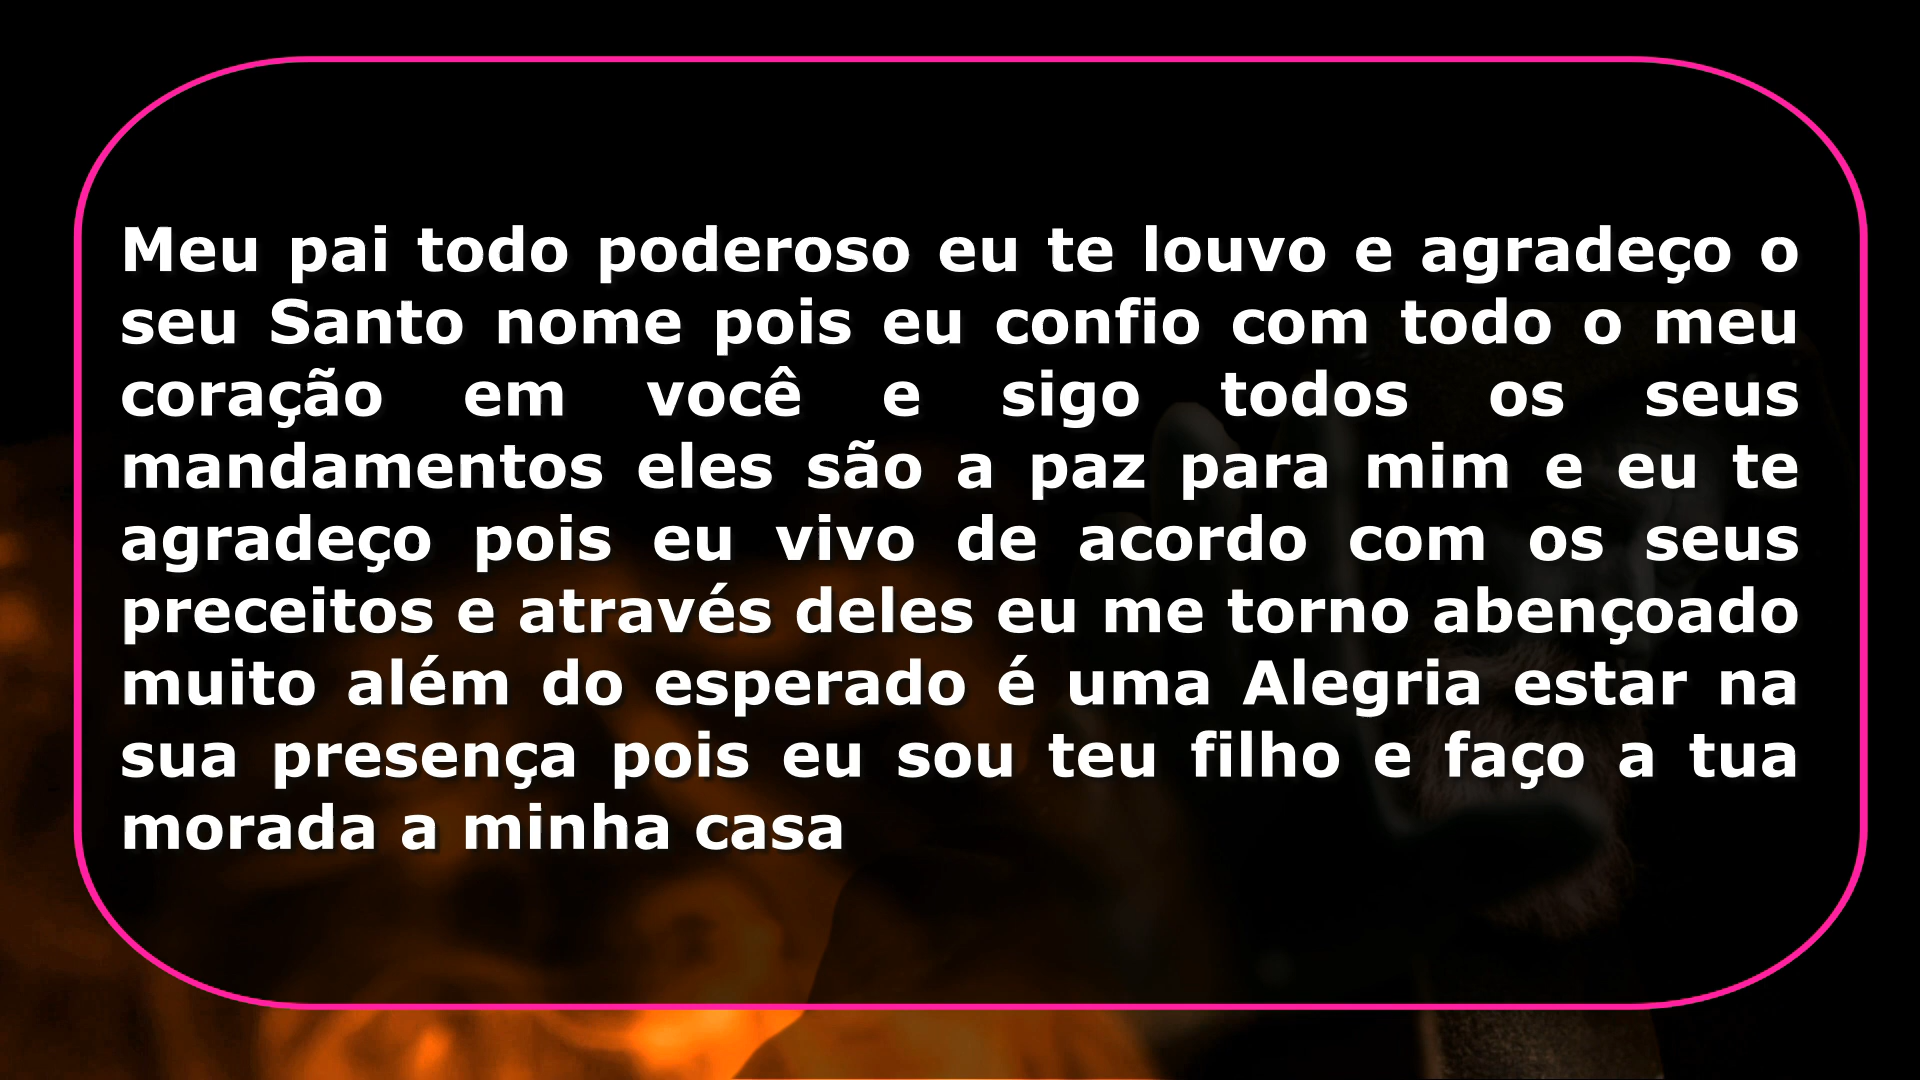 Meu pai todo poderoso eu te louvo e agradeço o
seu Santo nome pois eu confio com todo o meu
coração em você e sigo todos os seus
mandamentos eles são a paz para mim e eu te
agradeço pois eu vivo de acordo com os seus
preceitos e através deles eu me torno abençoado
muito além do esperado é uma Alegria estar na
sua presença pois eu sou teu filho e faço a tua
morada a minha casa